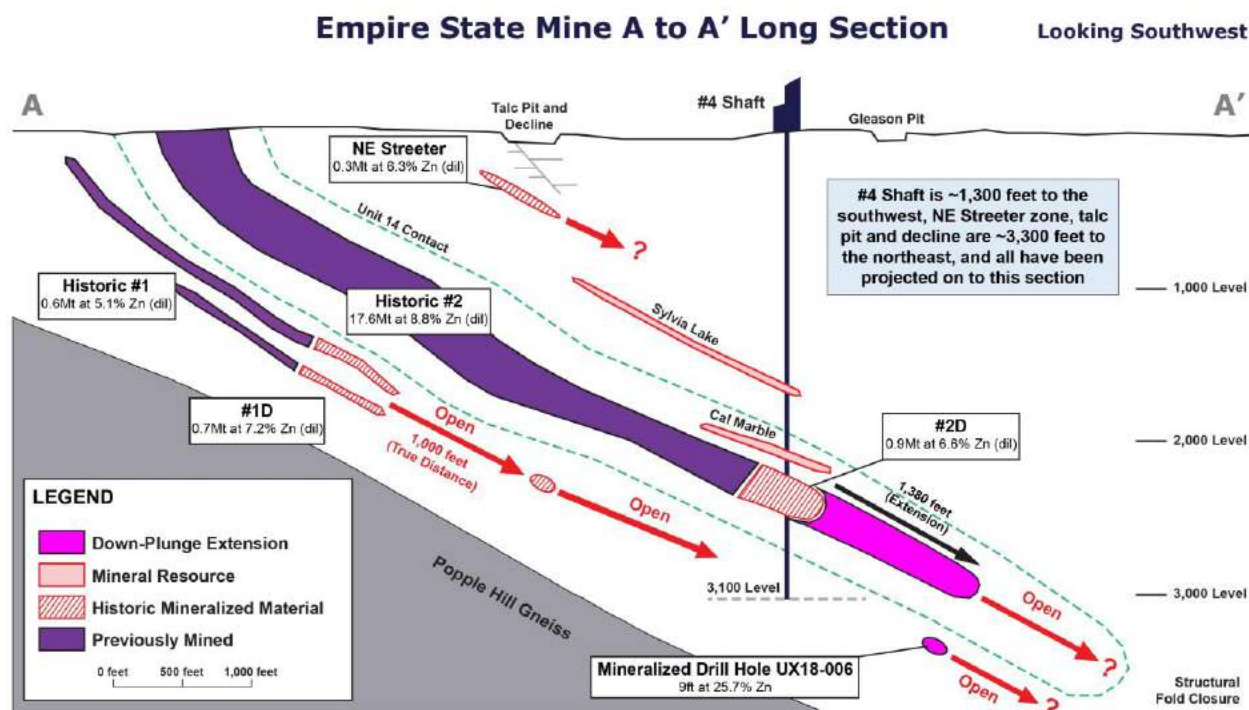 Empire State Mine A to A’ Long Section
Looking Southwest
A
A’
Talc Pit and
Decline
#4 Shaft
Gleason Pit
NE Streeter
0.3Mt at 6.3% Zn (dil)
?
#4 Shaft is ~1,300 feet to the
southwest, NE Streeter zone, talc
pit and decline are ~3,300 feet to
the northeast, and all have been
projected on to this section
Unit 14 Contact
Historic #1
0.6Mt at 5.1% Zn (dil)
Historic #2
17.6Mt at 8.8% Zn (dil)
Sylvia Lake
1,000 Level
#1D
0.7Mt at 7.2% Zn (dil)
Open
1,000 feet
(True Distance)
Cal Marble
#2D
0.9Mt at 6.6% Zn (dil)
2,000 Level
Open
1,380 feet
(Extension)
LEGEND
Down-Plunge Extension
Mineral Resource
Historic Mineralized Material
Previously Mined
0 feet 500 feet 1,000 feet
Popple Hill Gneiss
3,100 Level
3,000 Level
Open
?
Mineralized Drill Hole UX18-006
9ft at 25.7% Zn
Open
?
Structural
Fold Closure